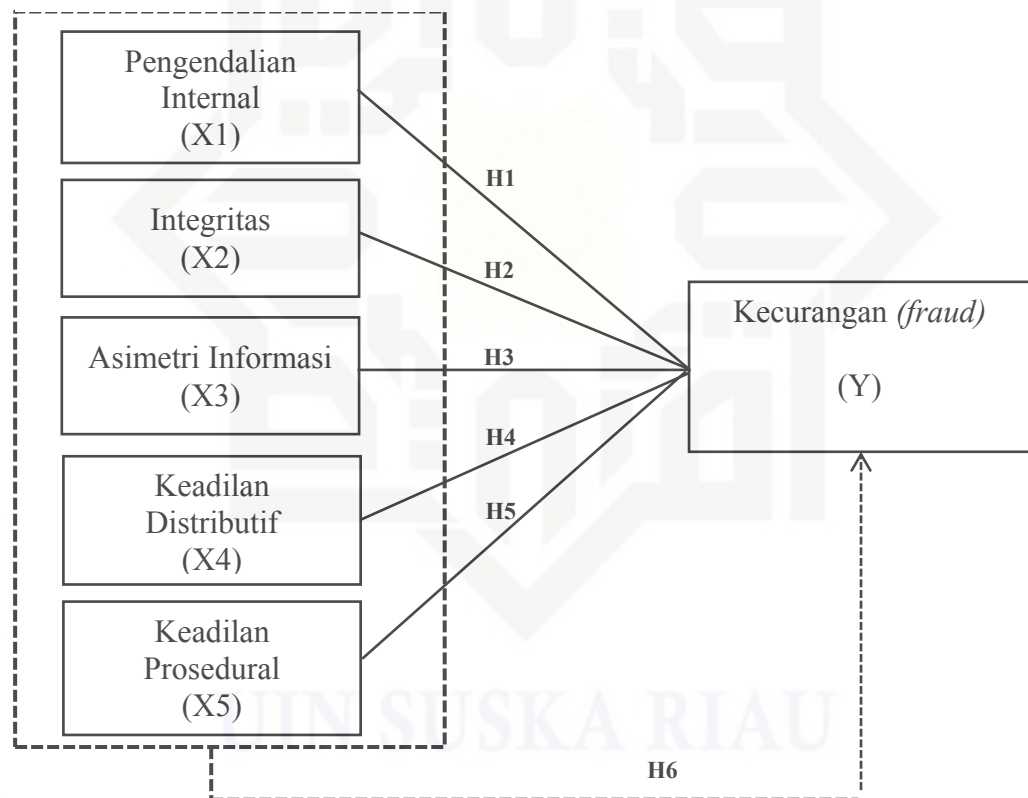 Pengendalian
Internal
(X1)
H1
Integritas
(X2)
H2
Kecurangan (fraud)
(Y)
Asimetri Informasi
(X3)
H3
Keadilan
Distributif
(X4)
H4
H5
Keadilan
Prosedural
(X5)
UIN SUSKA RIAU
H6